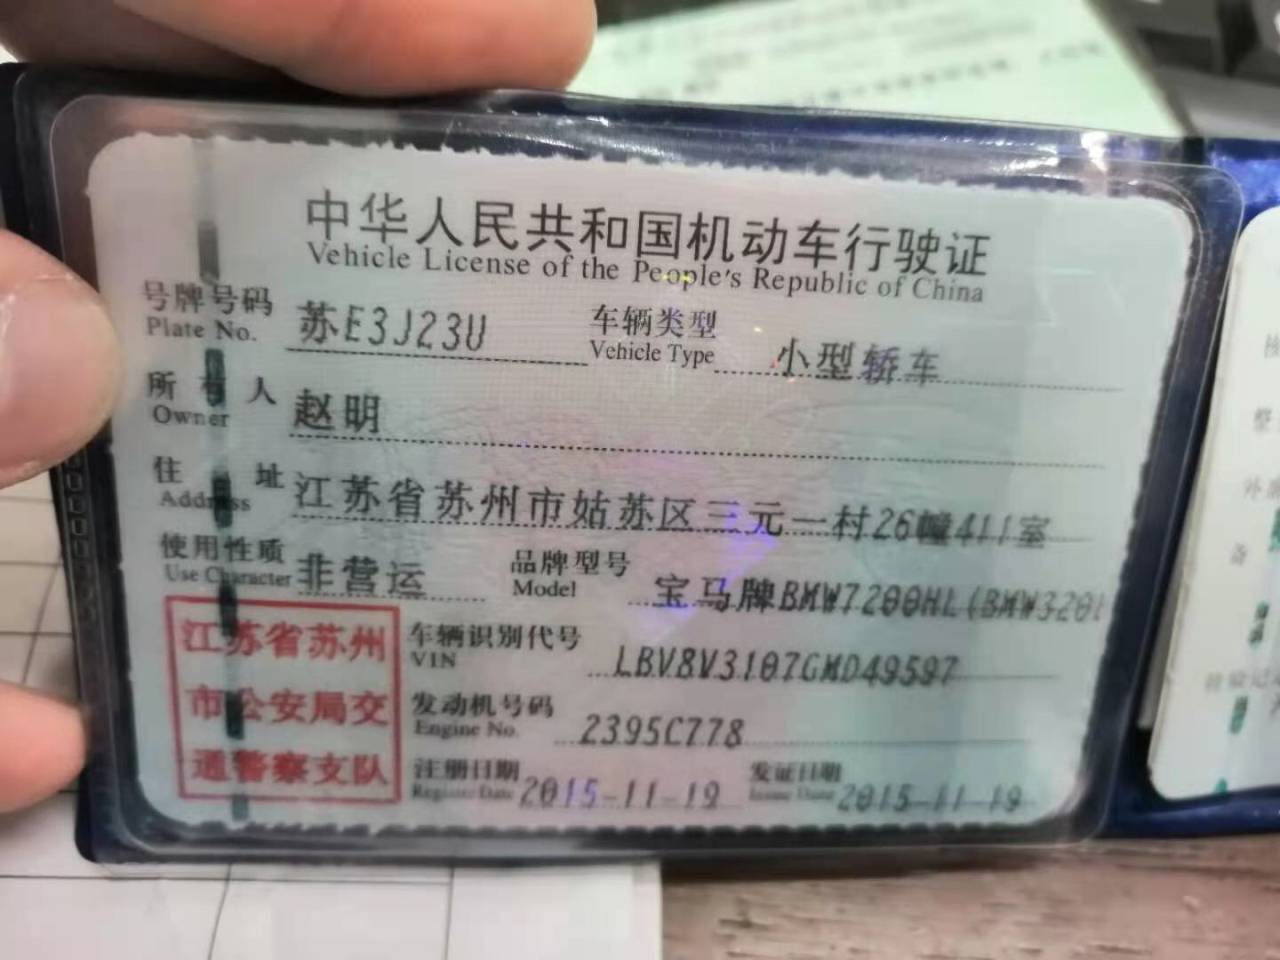 中华人民共和国机动车行驶证
Vehicle License of the People's Republic of China
号牌号码 苏E3J23U 车辆类型 小型轿车
Plate No. Vehicle Type
所有人 赵明
Owner
住址 江苏省苏州市姑苏区三元一村26幢411室
Address
使用性质 非营运 品牌型号 宝马牌BMW7200HL(BMW320l
Use Character Model
江苏省苏州
市公安局交
通警察支队
车辆识别代号 LBV8V3107GMD49597
VIN
发动机号码 2395C778
Engine No.
注册日期 2015-11-19 发证日期 2015-11-19
Register Date Issue Date